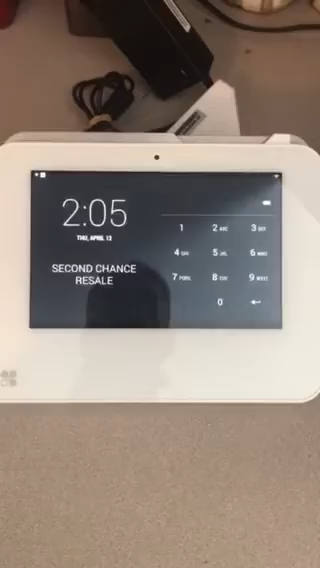 2:05
THU, APRIL 12
SECOND CHANCE
RESALE
1
2 ABC
3 DEF
4 GHI
5 JKL
6 MNO
7 PQRS
8 TUV
9 WXYZ
0